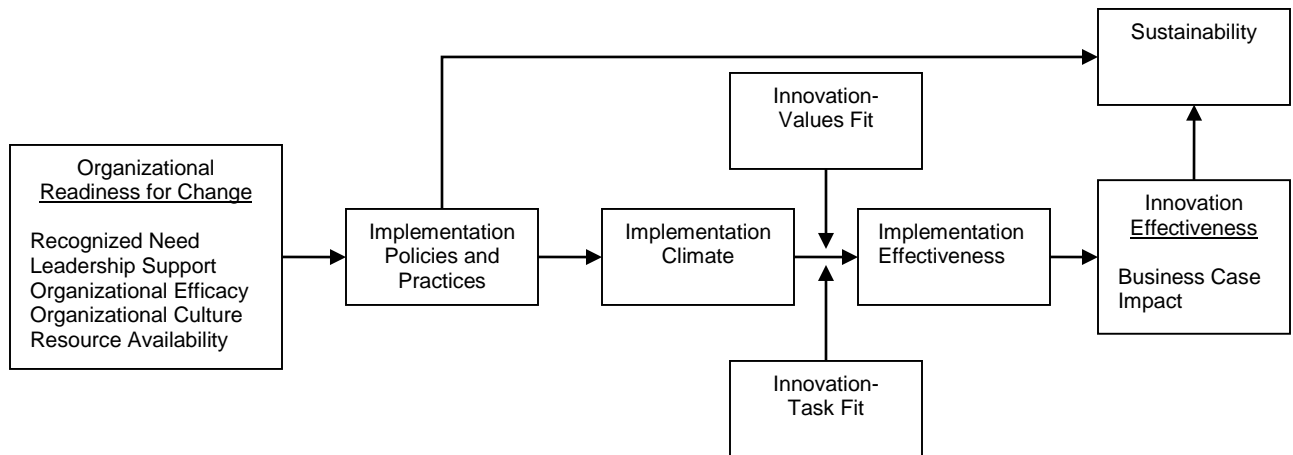 Organizational
Readiness for Change
Recognized Need
Leadership Support
Organizational Efficacy
Organizational Culture
Resource Availability
Implementation
Policies and
Practices
Implementation
Climate
Innovation-
Values Fit
Innovation-
Task Fit
Implementation
Effectiveness
Innovation
Effectiveness
Business Case
Impact
Sustainability